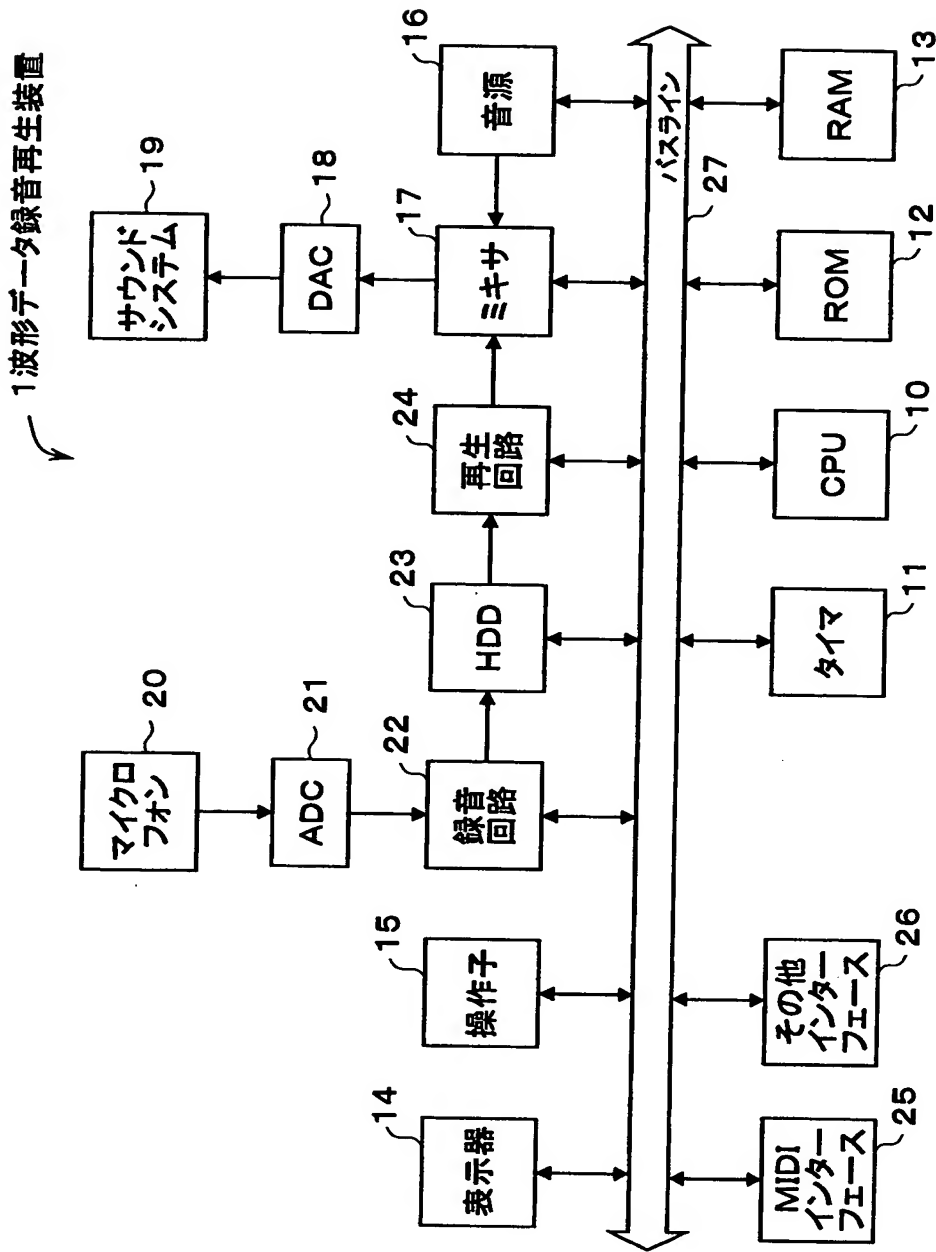 1波形データ録音再生装置
サウンド
システム
19
DAC
18
マイクロ
フォン
20
ADC
21
表示器
14
操作子
15
録音
回路
22
HDD
23
再生
回路
24
ミキサ
17
音源
16
バスライン
27
MIDI
インター
フェース
25
その他
インター
フェース
26
タイマ
11
CPU
10
ROM
12
RAM
13